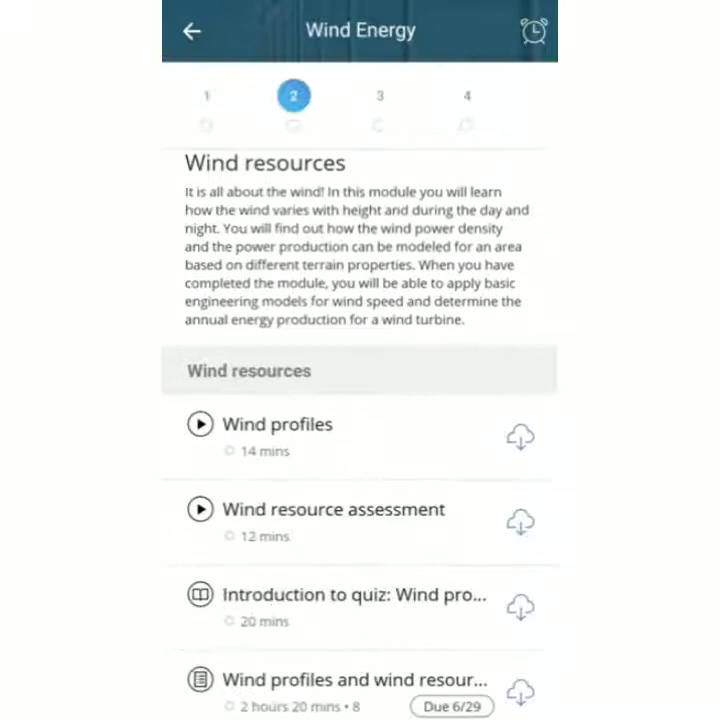 Wind Energy
1 2 3 4
Wind resources
It is all about the wind! In this module you will learn
how the wind varies with height and during the day and
night. You will find out how the wind power density
and the power production can be modeled for an area
based on different terrain properties. When you have
completed the module, you will be able to apply basic
engineering models for wind speed and determine the
annual energy production for a wind turbine.
Wind resources
Wind profiles
14 mins
Wind resource assessment
12 mins
Introduction to quiz: Wind pro...
20 mins
Wind profiles and wind resour...
2 hours 20 mins • 8 Due 6/29